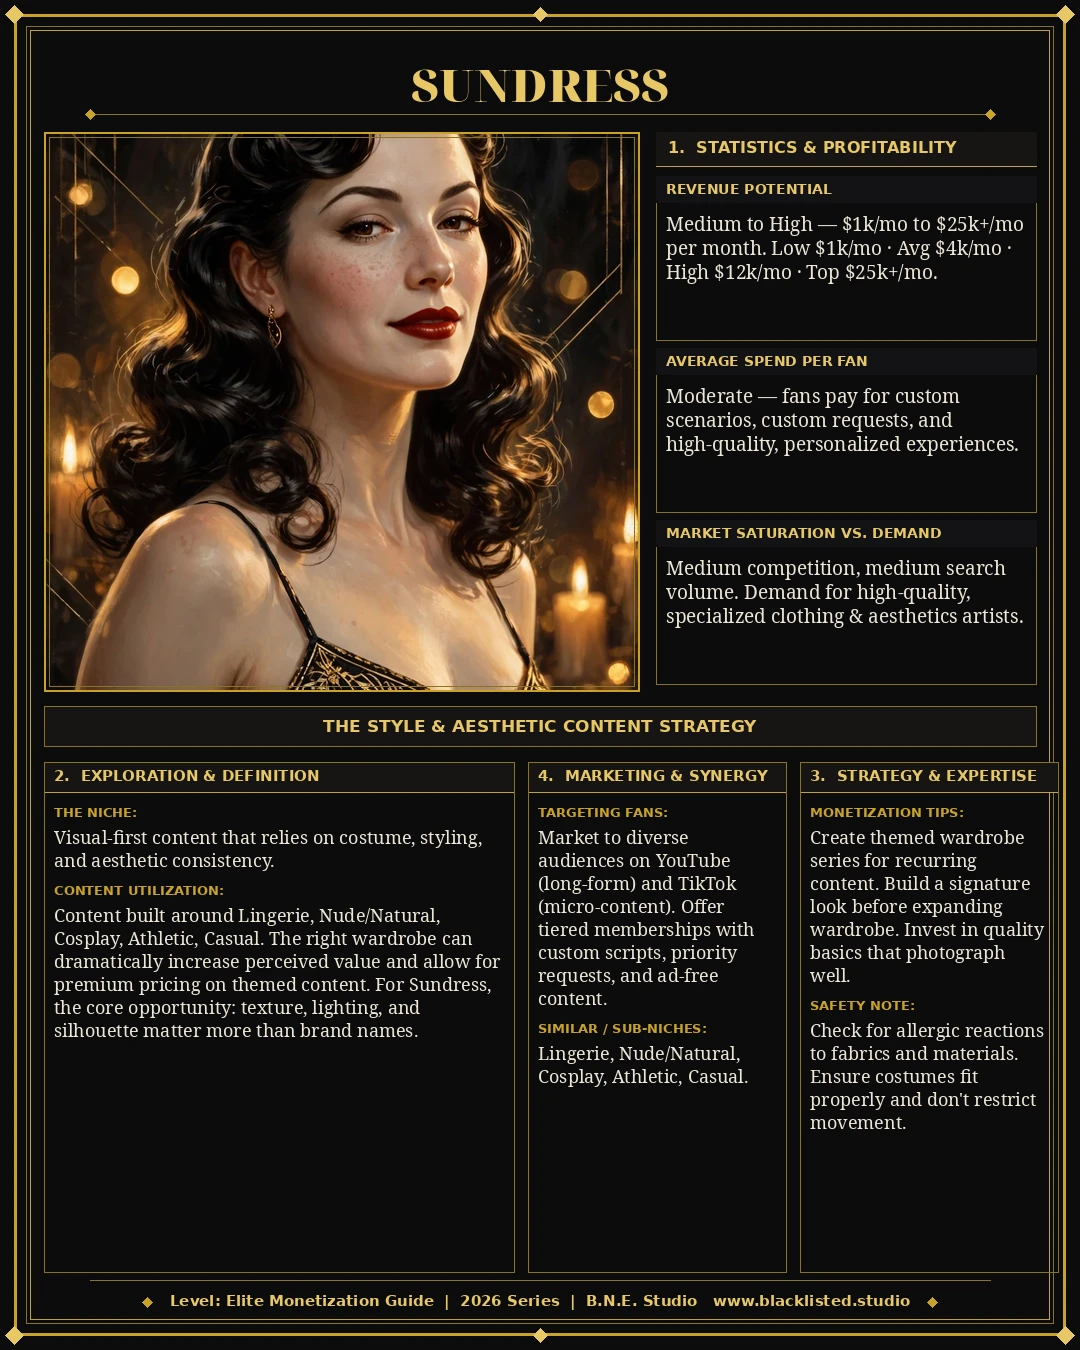 SUNDRESS
1. STATISTICS & PROFITABILITY
REVENUE POTENTIAL
Medium to High — $1k/mo to $25k+/mo
per month. Low $1k/mo · Avg $4k/mo ·
High $12k/mo · Top $25k+/mo.
AVERAGE SPEND PER FAN
Moderate — fans pay for custom
scenarios, custom requests, and
high-quality, personalized experiences.
MARKET SATURATION VS. DEMAND
Medium competition, medium search
volume. Demand for high-quality,
specialized clothing & aesthetics artists.
THE STYLE & AESTHETIC CONTENT STRATEGY
2. EXPLORATION & DEFINITION
THE NICHE:
Visual-first content that relies on costume, styling,
and aesthetic consistency.
CONTENT UTILIZATION:
Content built around Lingerie, Nude/Natural,
Cosplay, Athletic, Casual. The right wardrobe can
dramatically increase perceived value and allow for
premium pricing on themed content. For Sundress,
the core opportunity: texture, lighting, and
silhouette matter more than brand names.
4. MARKETING & SYNERGY
TARGETING FANS:
Market to diverse
audiences on YouTube
(long-form) and TikTok
(micro-content). Offer
tiered memberships with
custom scripts, priority
requests, and ad-free
content.
SIMILAR / SUB-NICHES:
Lingerie, Nude/Natural,
Cosplay, Athletic, Casual.
3. STRATEGY & EXPERTISE
MONETIZATION TIPS:
Create themed wardrobe
series for recurring
content. Build a signature
look before expanding
wardrobe. Invest in quality
basics that photograph
well.
SAFETY NOTE:
Check for allergic reactions
to fabrics and materials.
Ensure costumes fit
properly and don't restrict
movement.
Level: Elite Monetization Guide | 2026 Series | B.N.E. Studio www.blacklisted.studio